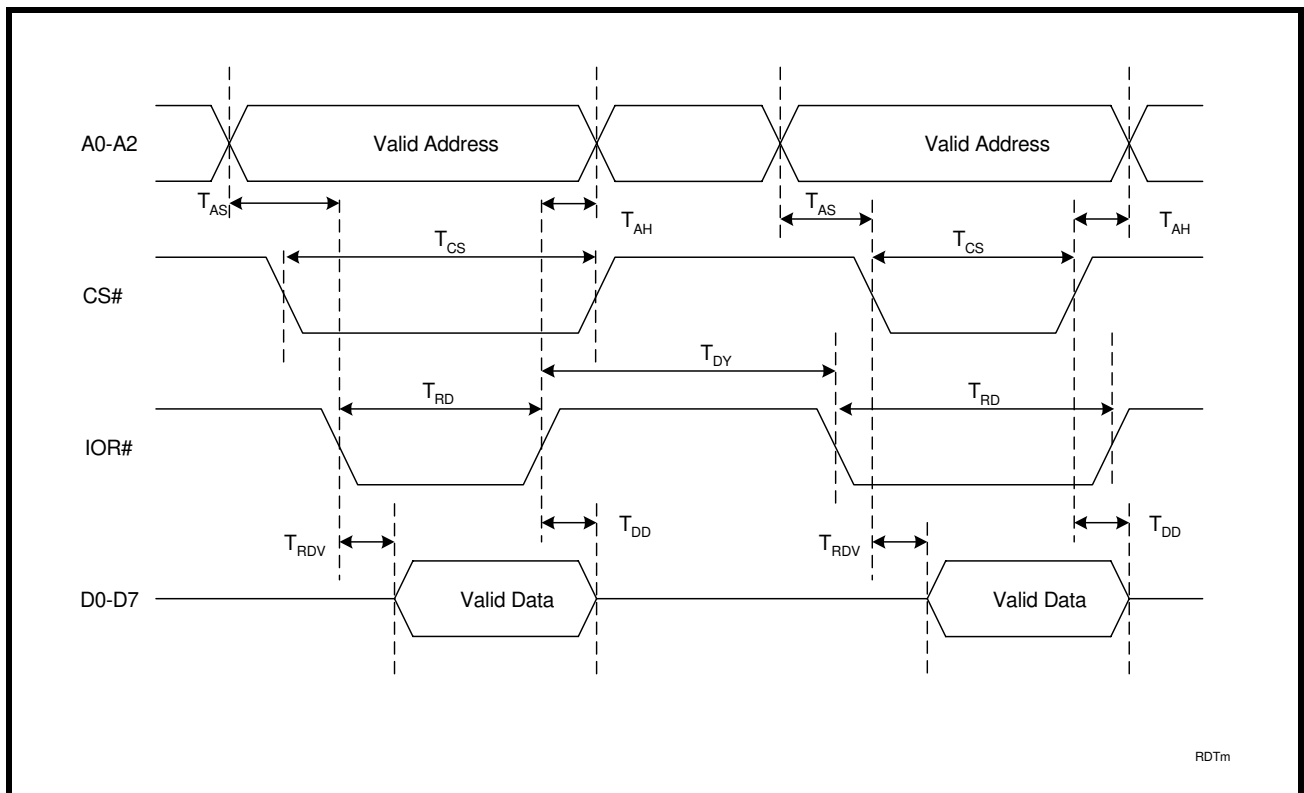 A0-A2
Valid Address
Valid Address
TAS
TAH
TAS
TAH
TCS
TCS
CS#
TDY
TRD
TRD
IOR#
TRDV
TDD
TRDV
TDD
D0-D7
Valid Data
Valid Data
RDTm